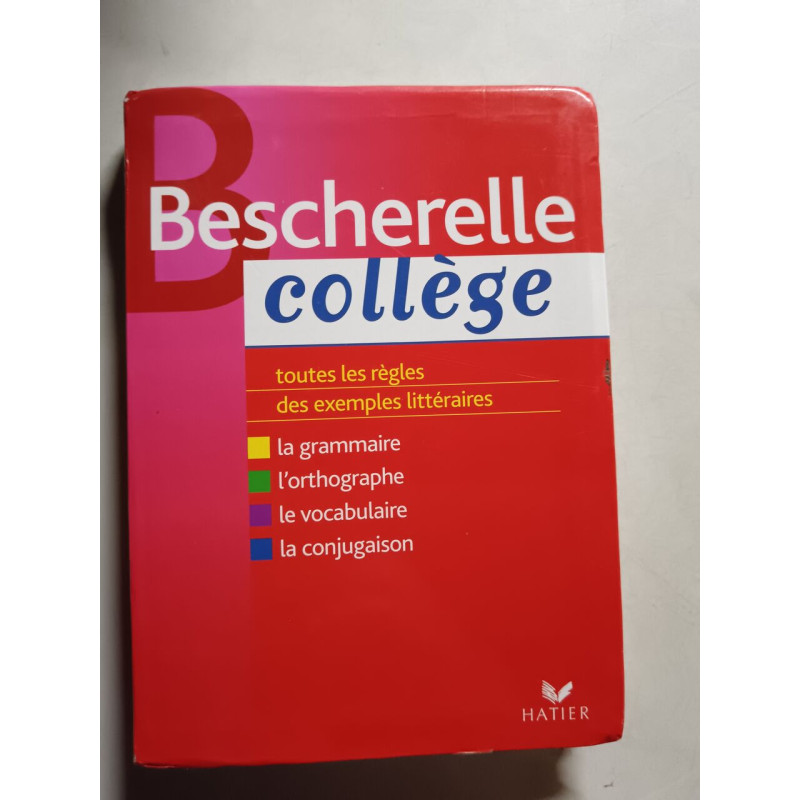 B
Bescherelle
collège
toutes les règles
des exemples littéraires
la grammaire
l'orthographe
le vocabulaire
la conjugaison
HATIER